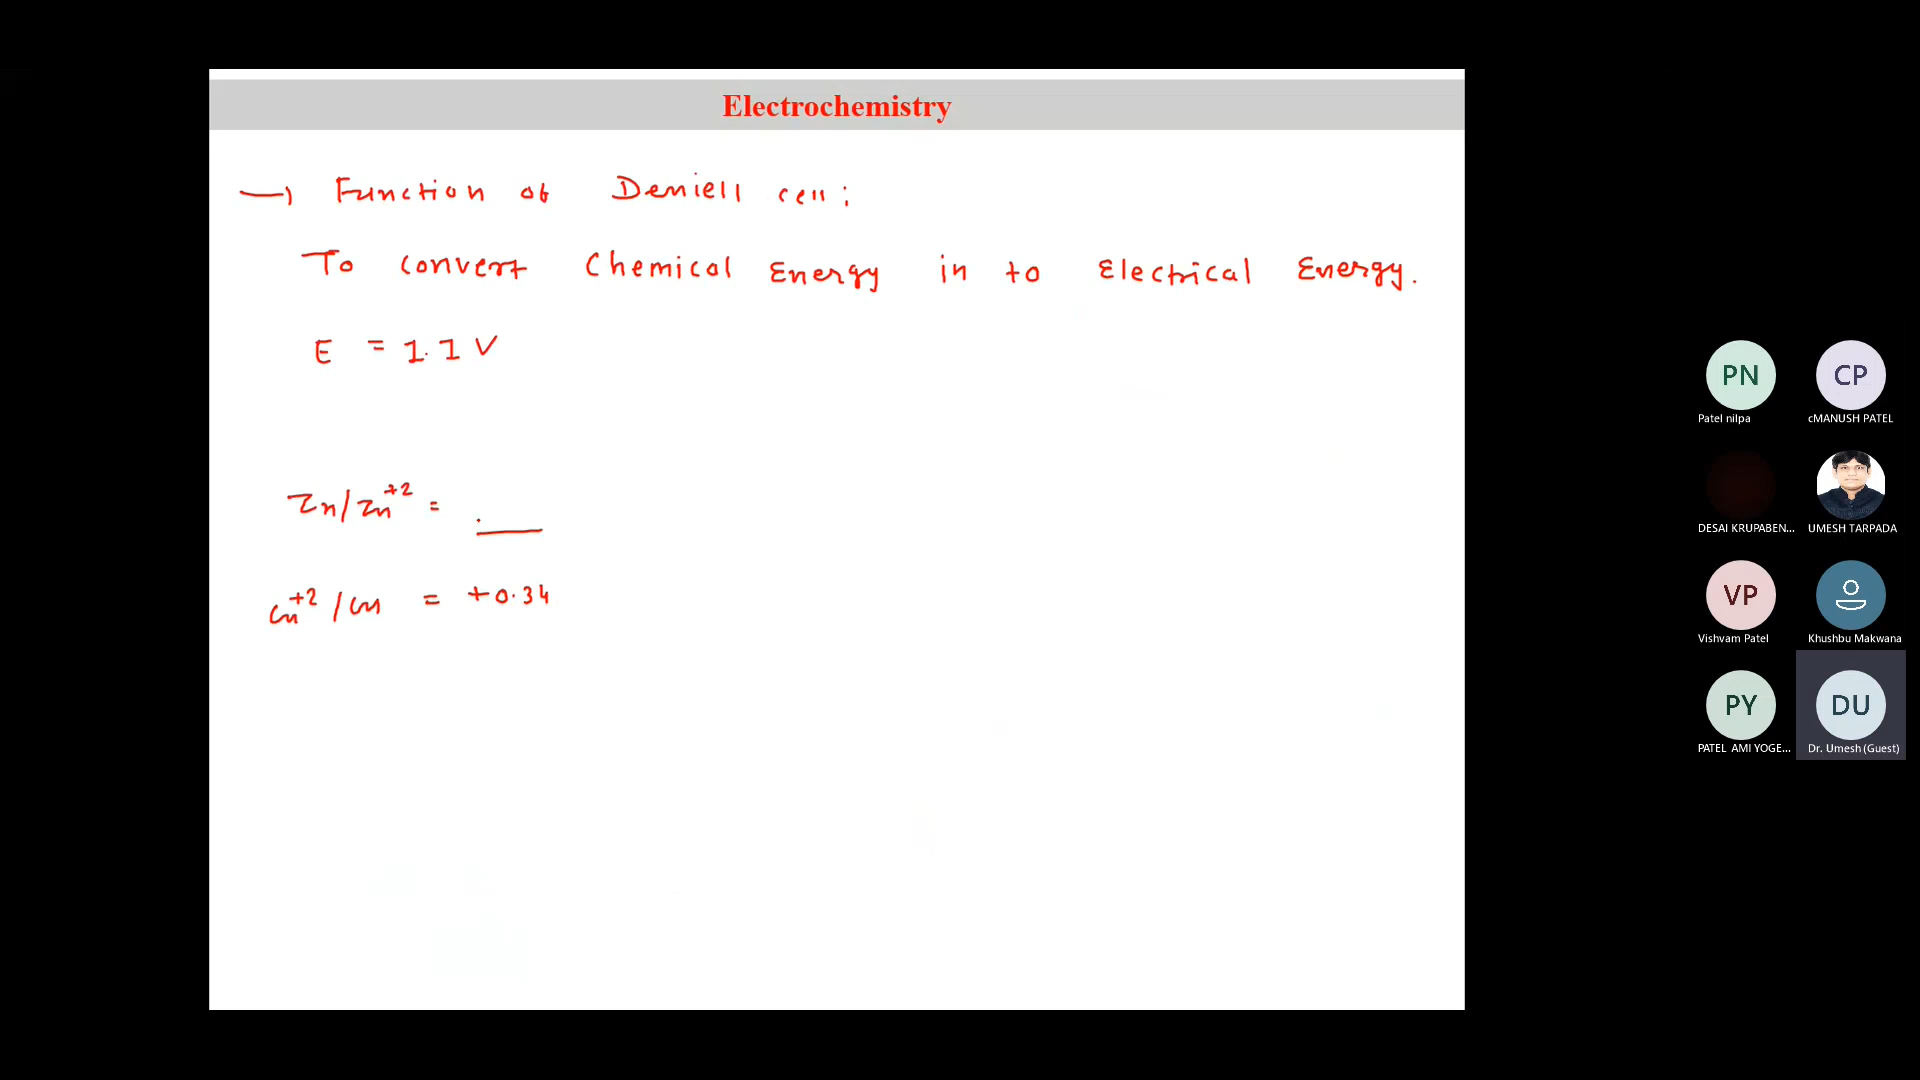 Electrochemistry
→ Function of Deniell cell:
To convert Chemical Energy in to Electrical Energy.
E = 1.1 V
Zn/Zn+2 = .___
Cu+2/Cu = +0.34
PN
CP
Patel nilpa
cMANUSH PATEL
DESAI KRUPABEN...
UMESH TARPADA
VP
Vishvam Patel
Khushbu Makwana
PY
DU
PATEL AMI YOGE...
Dr. Umesh (Guest)